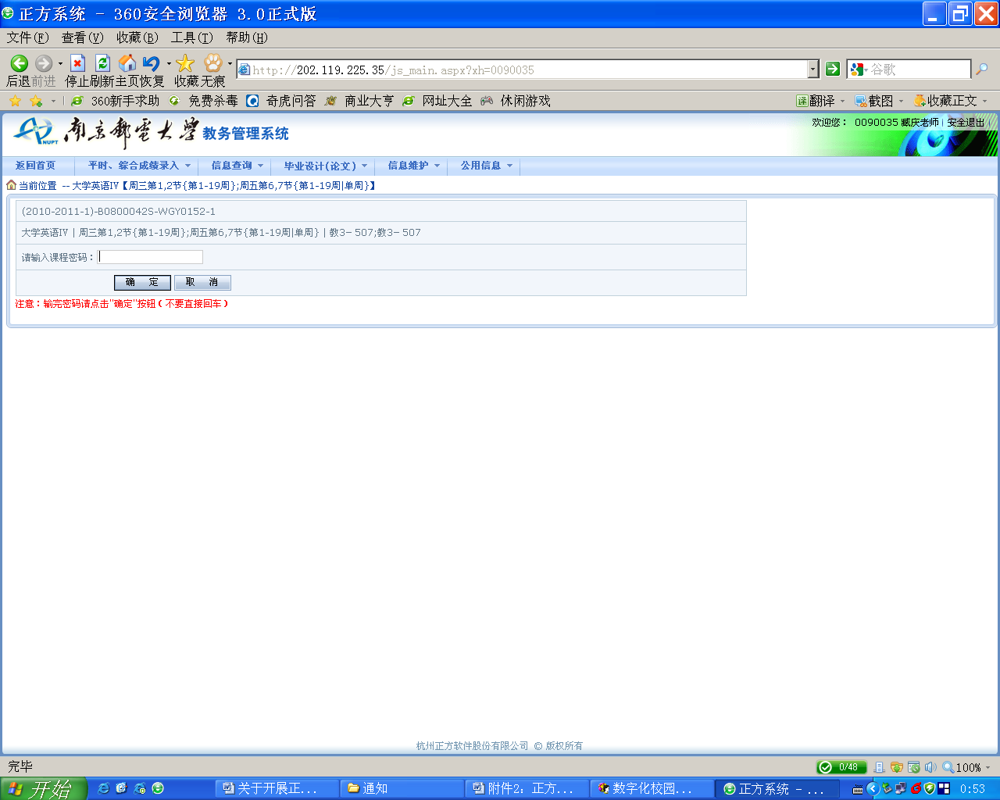 正方系统 - 360安全浏览器 3.0正式版
文件(F) 查看(V) 收藏(B) 工具(T) 帮助(H)
后退 前进 停止 刷新 主页 恢复 收藏 无痕 http://202.119.225.35/js_main.aspx?xh=0090035 谷歌
360新手求助 免费杀毒 奇虎问答 商业大亨 网址大全 休闲游戏 翻译 截图 收藏正文
NUPT 南京邮电大学 教务管理系统 欢迎您: 0090035 臧庆老师 安全退出
返回首页 平时、综合成绩录入 信息查询 毕业设计(论文) 信息维护 公用信息
当前位置 -- 大学英语IV【周三第1,2节{第1-19周};周五第6,7节{第1-19周|单周}】
(2010-2011-1)-B0800042S-WGY0152-1
大学英语IV | 周三第1,2节{第1-19周};周五第6,7节{第1-19周|单周} | 教3-507;教3-507
请输入课程密码:
确 定 取 消
注意:输完密码请点击"确定"按钮(不要直接回车)
杭州正方软件股份有限公司 © 版权所有
完毕 0/48 100%
开始 关于开展正... 通知 附件2: 正方... 数字化校园... 正方系统 - ... 0:53